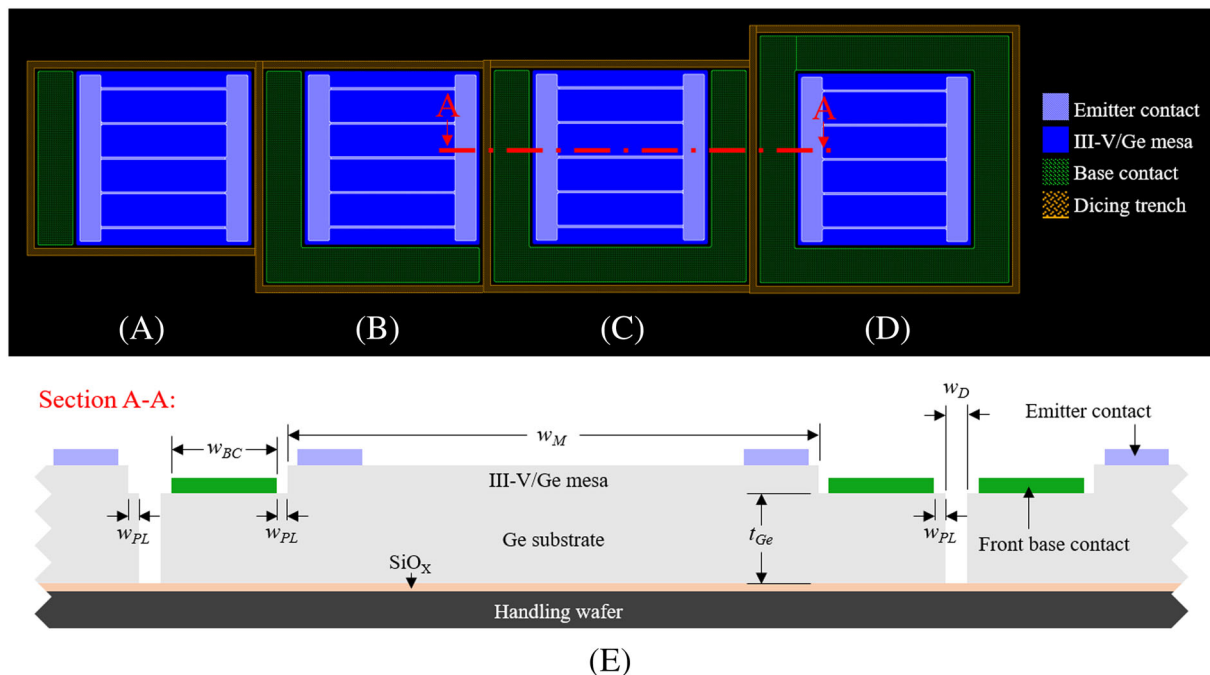 A
A
Emitter contact
III-V/Ge mesa
Base contact
Dicing trench
(A)
(B)
(C)
(D)
Section A-A:
w_D
Emitter contact
w_BC
w_M
III-V/Ge mesa
w_PL
w_PL
Ge substrate
t_Ge
w_PL
Front base contact
SiO_X
Handling wafer
(E)